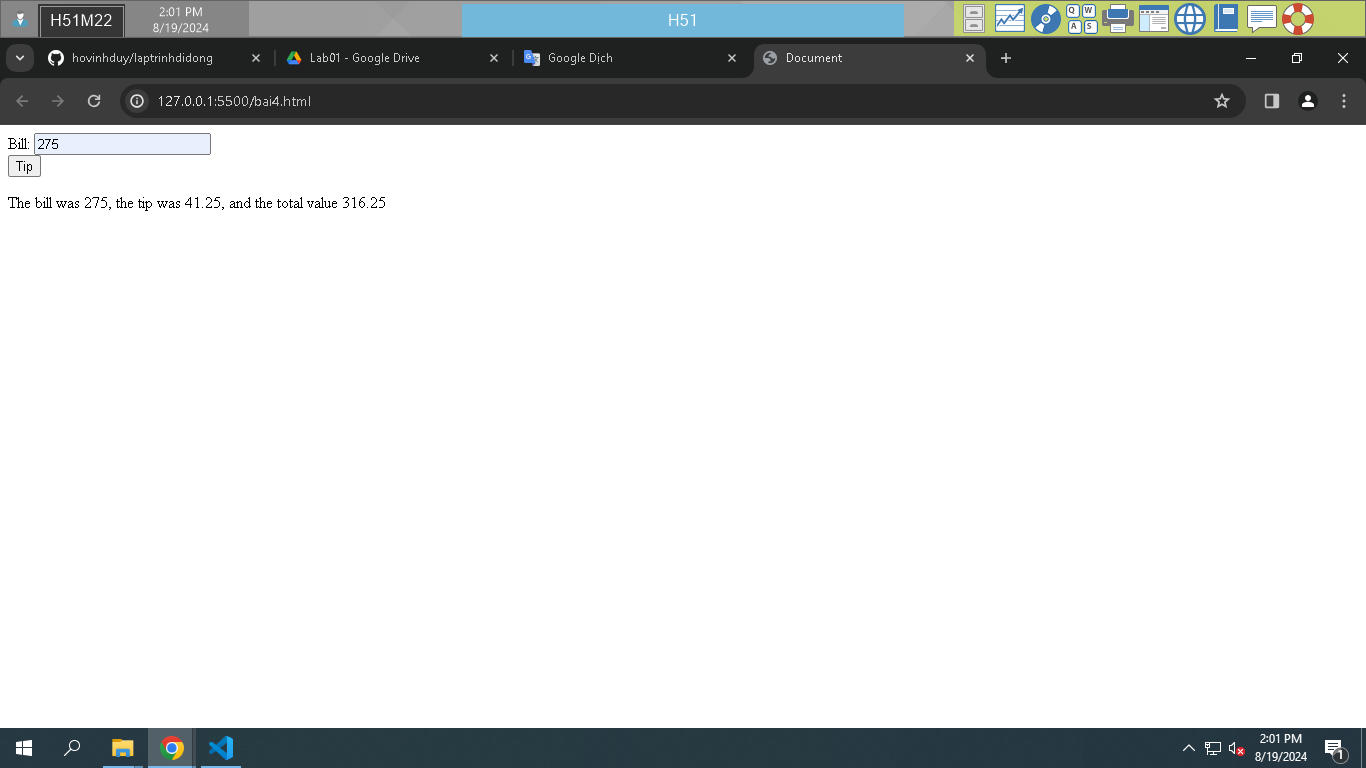 H51M22
2:01 PM
8/19/2024
H51
Q W
A S
hovinhduy/laptrinhdidong
Lab01 - Google Drive
Google Dịch
Document
127.0.0.1:5500/bai4.html
Bill: 275
Tip
The bill was 275, the tip was 41.25, and the total value 316.25
2:01 PM
8/19/2024
1